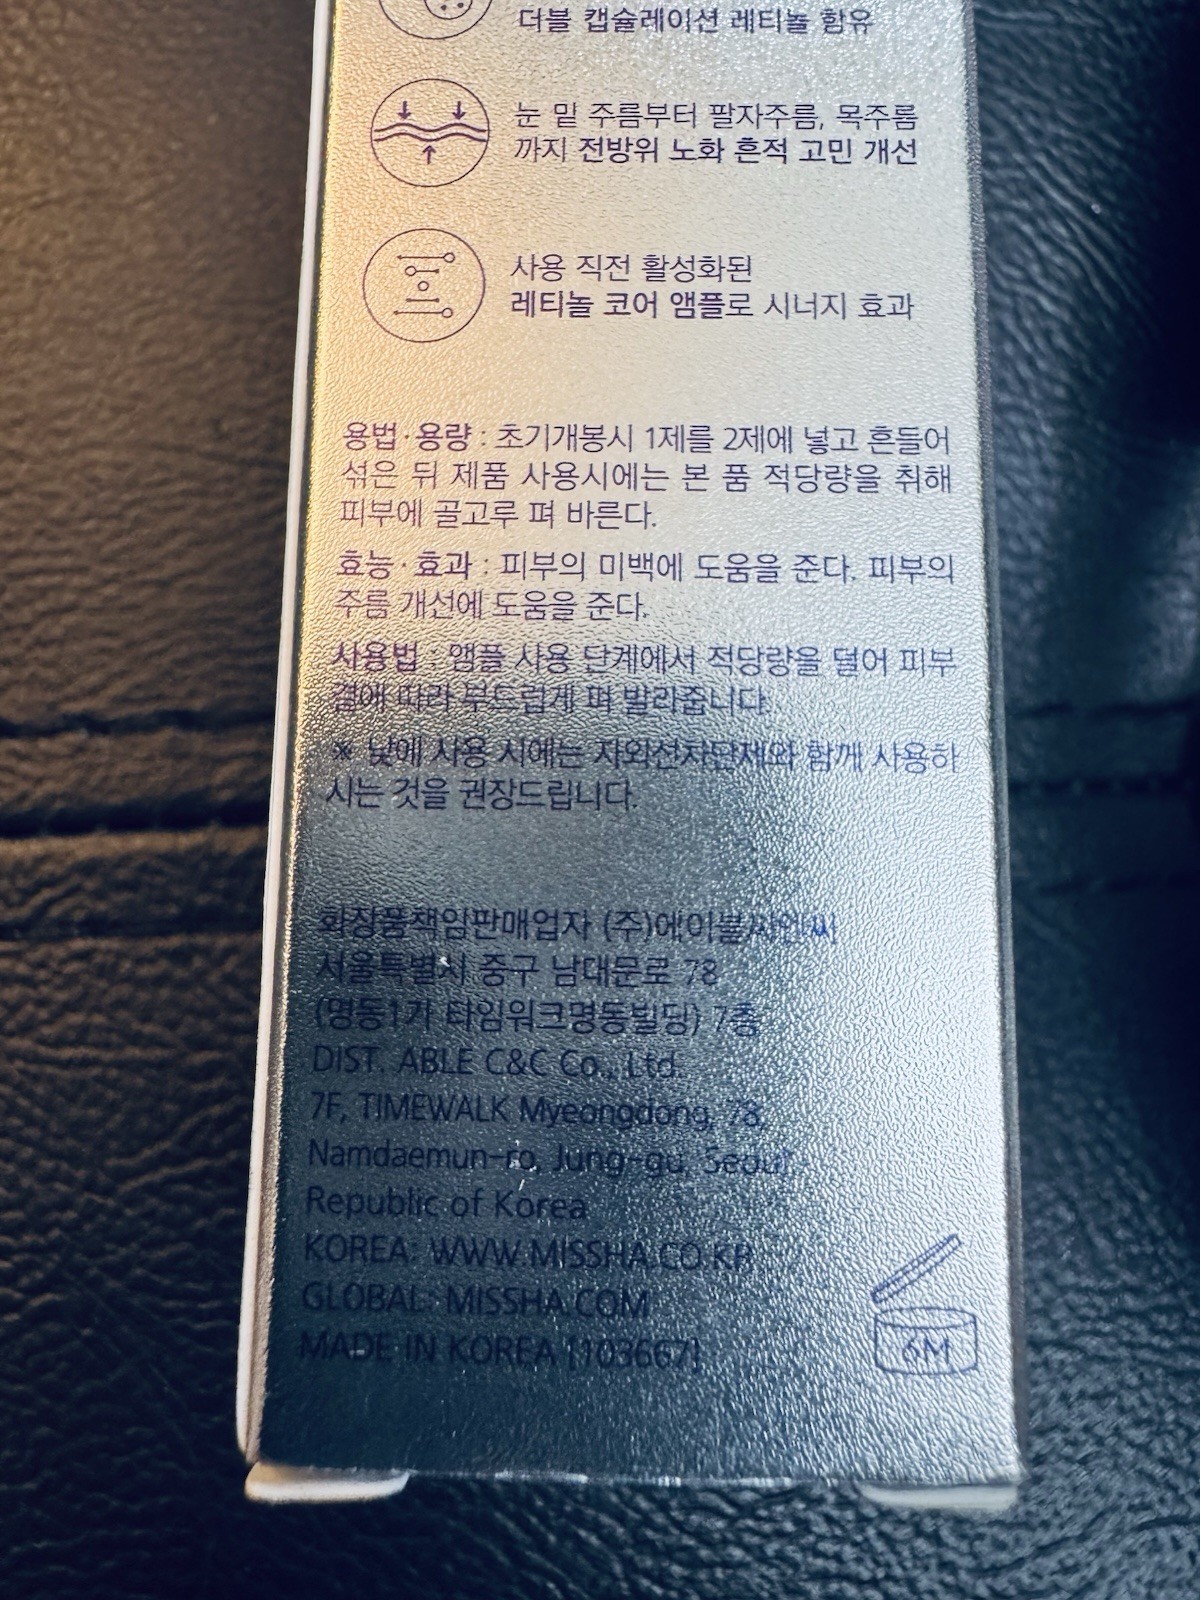 더블 캡슐레이션 레티놀 함유
눈 밑 주름부터 팔자주름, 목주름
까지 전방위 노화 흔적 고민 개선
사용 직전 활성화된
레티놀 코어 앰플로 시너지 효과
용법·용량 : 초기개봉시 1제를 2제에 넣고 흔들어
섞은 뒤 제품 사용시에는 본 품 적당량을 취해
피부에 골고루 펴 바른다.
효능·효과 : 피부의 미백에 도움을 준다. 피부의
주름 개선에 도움을 준다.
사용법 : 앰플 사용 단계에서 적당량을 덜어 피부
결에 따라 부드럽게 펴 발라줍니다.
※ 낮에 사용 시에는 자외선차단제와 함께 사용하
시는 것을 권장드립니다.
화장품책임판매업자 (주)에이블씨엔씨
서울특별시 중구 남대문로 78
(명동1가 타임워크명동빌딩) 7층
DIST. ABLE C&C Co., Ltd.
7F, TIMEWALK Myeongdong, 78,
Namdaemun-ro, Jung-gu, Seoul,
Republic of Korea
KOREA: WWW.MISSHA.CO.KR
GLOBAL: MISSHA.COM
MADE IN KOREA [103667]
6M